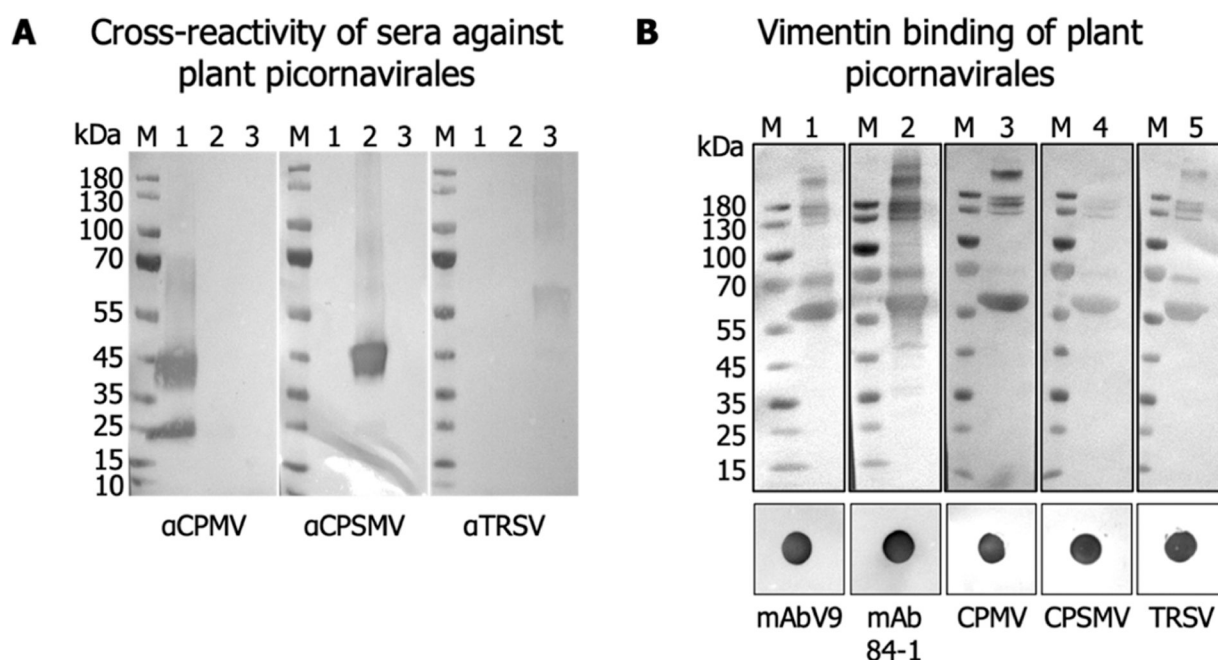 A
Cross-reactivity of sera against
plant picornavirales
kDa M 1 2 3 M 1 2 3 M 1 2 3
180
130
100
70
55
45
35
25
15
10
αCPMV αCPSMV αTRSV
B
Vimentin binding of plant
picornavirales
kDa M 1 M 2 M 3 M 4 M 5
180
130
100
70
55
45
35
25
15
mAbV9 mAb CPMV CPSMV TRSV
84-1